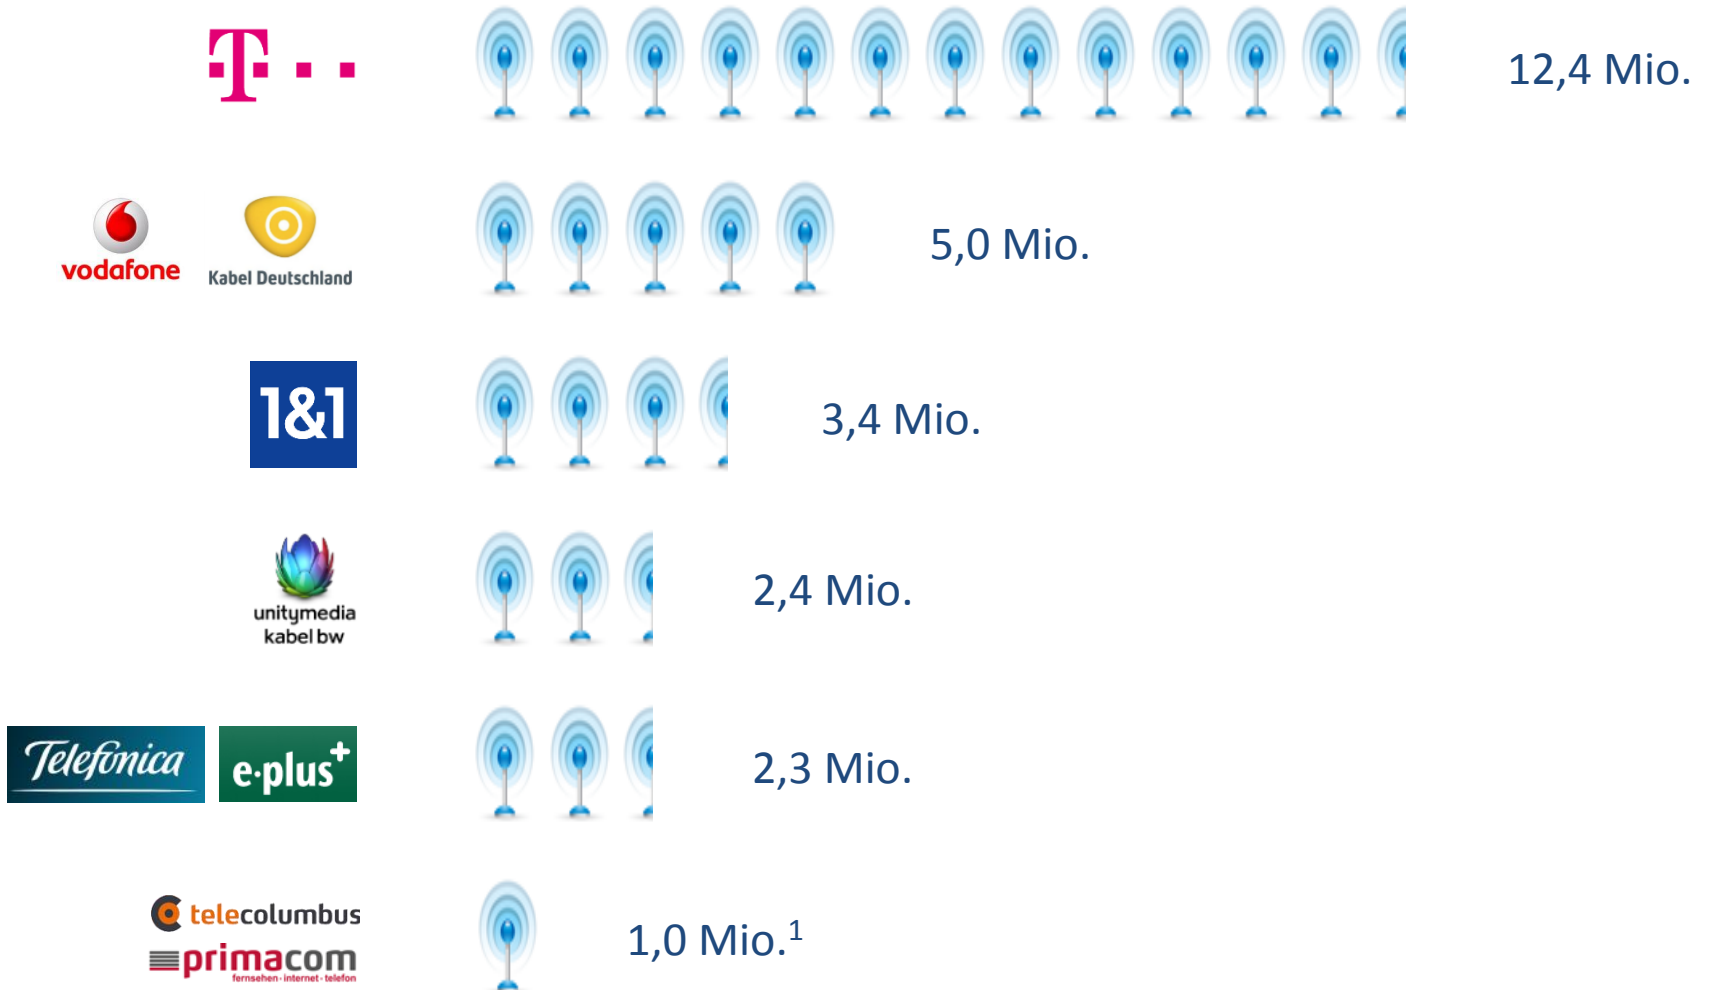 T
12,4 Mio.
vodafone
Kabel Deutschland
5,0 Mio.
1&1
3,4 Mio.
unitymedia
kabel bw
2,4 Mio.
Telefónica
e·plus+
2,3 Mio.
telecolumbus
primacom
fernsehen · internet · telefon
1,0 Mio.¹